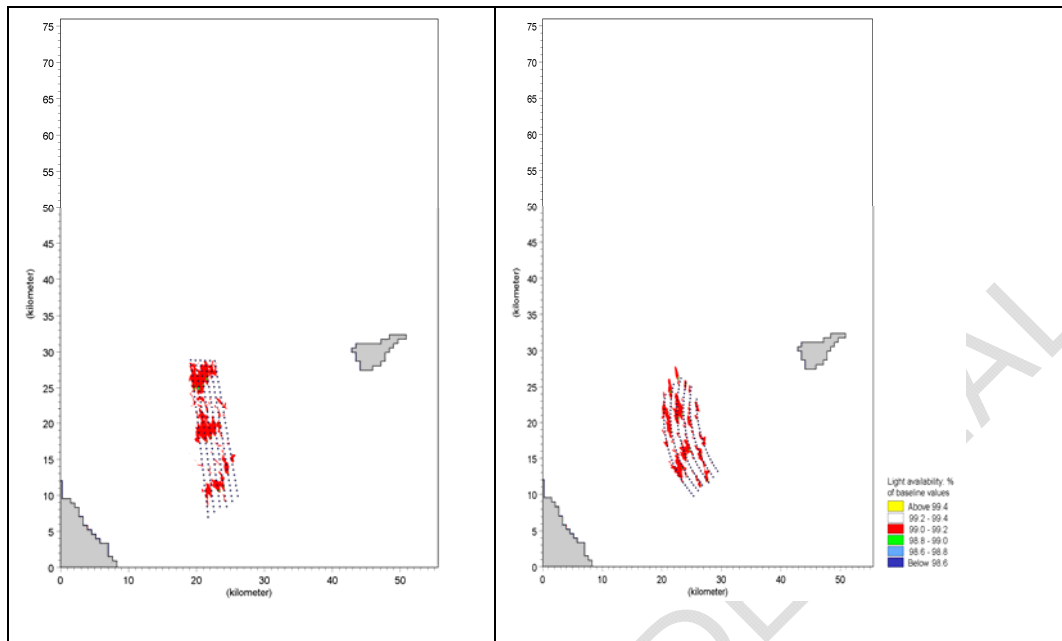 75
70
65
60
55
50
45
40
35
30
25
20
15
10
5
0
(kilometer)
0 10 20 30 40 50
(kilometer)
75
70
65
60
55
50
45
40
35
30
25
20
15
10
5
0
(kilometer)
0 10 20 30 40 50
(kilometer)
Light availability. %
of baseline values
Above 99.4
99.2 - 99.4
99.0 - 99.2
98.8 - 99.0
98.6 - 98.8
Below 98.6